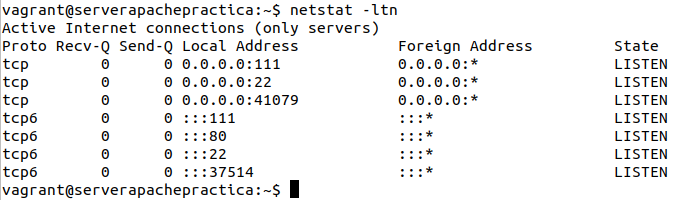 vagrant@serverapachepractica:~$ netstat -ltn
Active Internet connections (only servers)
Proto Recv-Q Send-Q Local Address           Foreign Address         State
tcp        0      0 0.0.0.0:111             0.0.0.0:*               LISTEN
tcp        0      0 0.0.0.0:22              0.0.0.0:*               LISTEN
tcp        0      0 0.0.0.0:41079           0.0.0.0:*               LISTEN
tcp6       0      0 :::111                  :::*                    LISTEN
tcp6       0      0 :::80                   :::*                    LISTEN
tcp6       0      0 :::22                   :::*                    LISTEN
tcp6       0      0 :::37514                :::*                    LISTEN
vagrant@serverapachepractica:~$